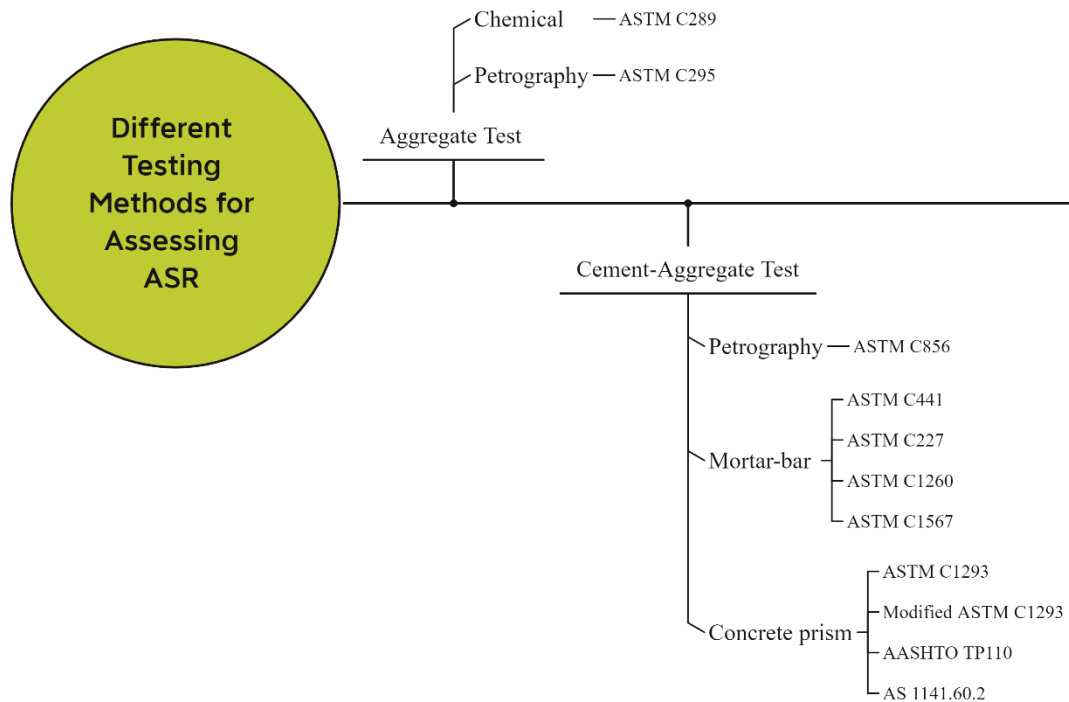 Different
Testing
Methods for
Assessing
ASR
Chemical
ASTM C289
Petrography
ASTM C295
Aggregate Test
Cement-Aggregate Test
Petrography
ASTM C856
Mortar-bar
ASTM C441
ASTM C227
ASTM C1260
ASTM C1567
Concrete prism
ASTM C1293
Modified ASTM C1293
AASHTO TP110
AS 1141.60.2